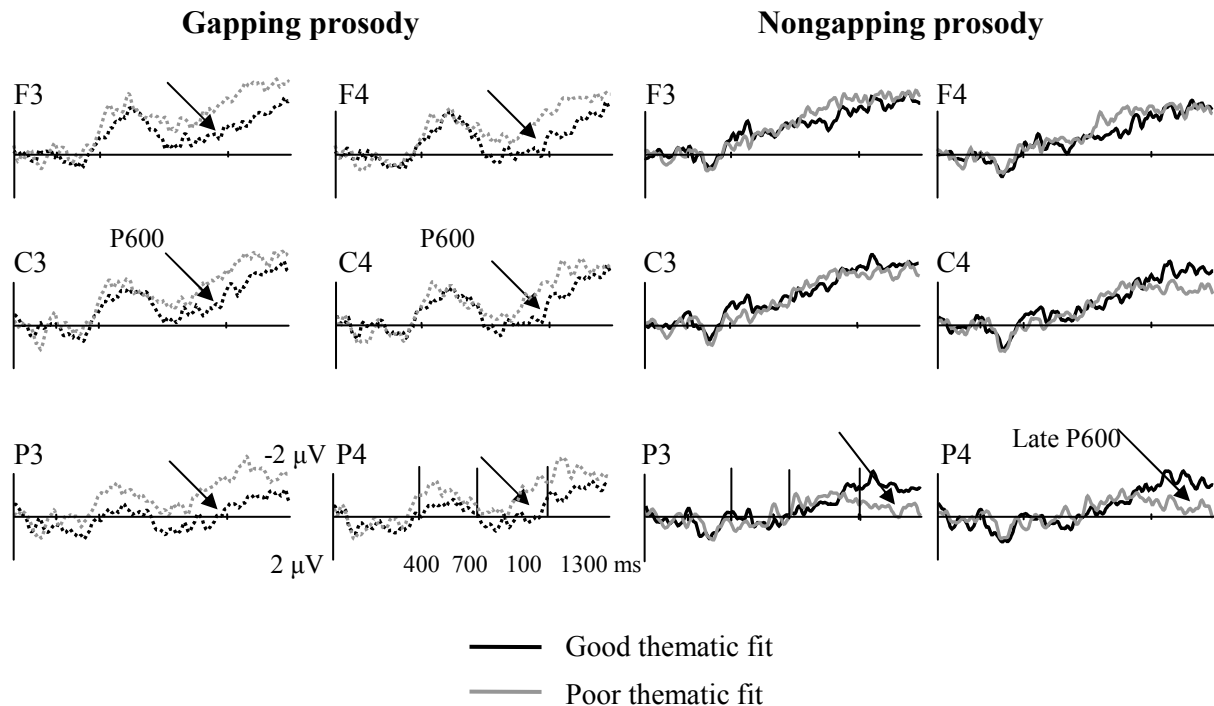 Gapping prosody Nongapping prosody
F3 F4 F3 F4
P600 P600
C3 C4 C3 C4
P3 -2 μV P4 P3 Late P600 P4
2 μV 400 700 100 1300 ms
Good thematic fit
Poor thematic fit